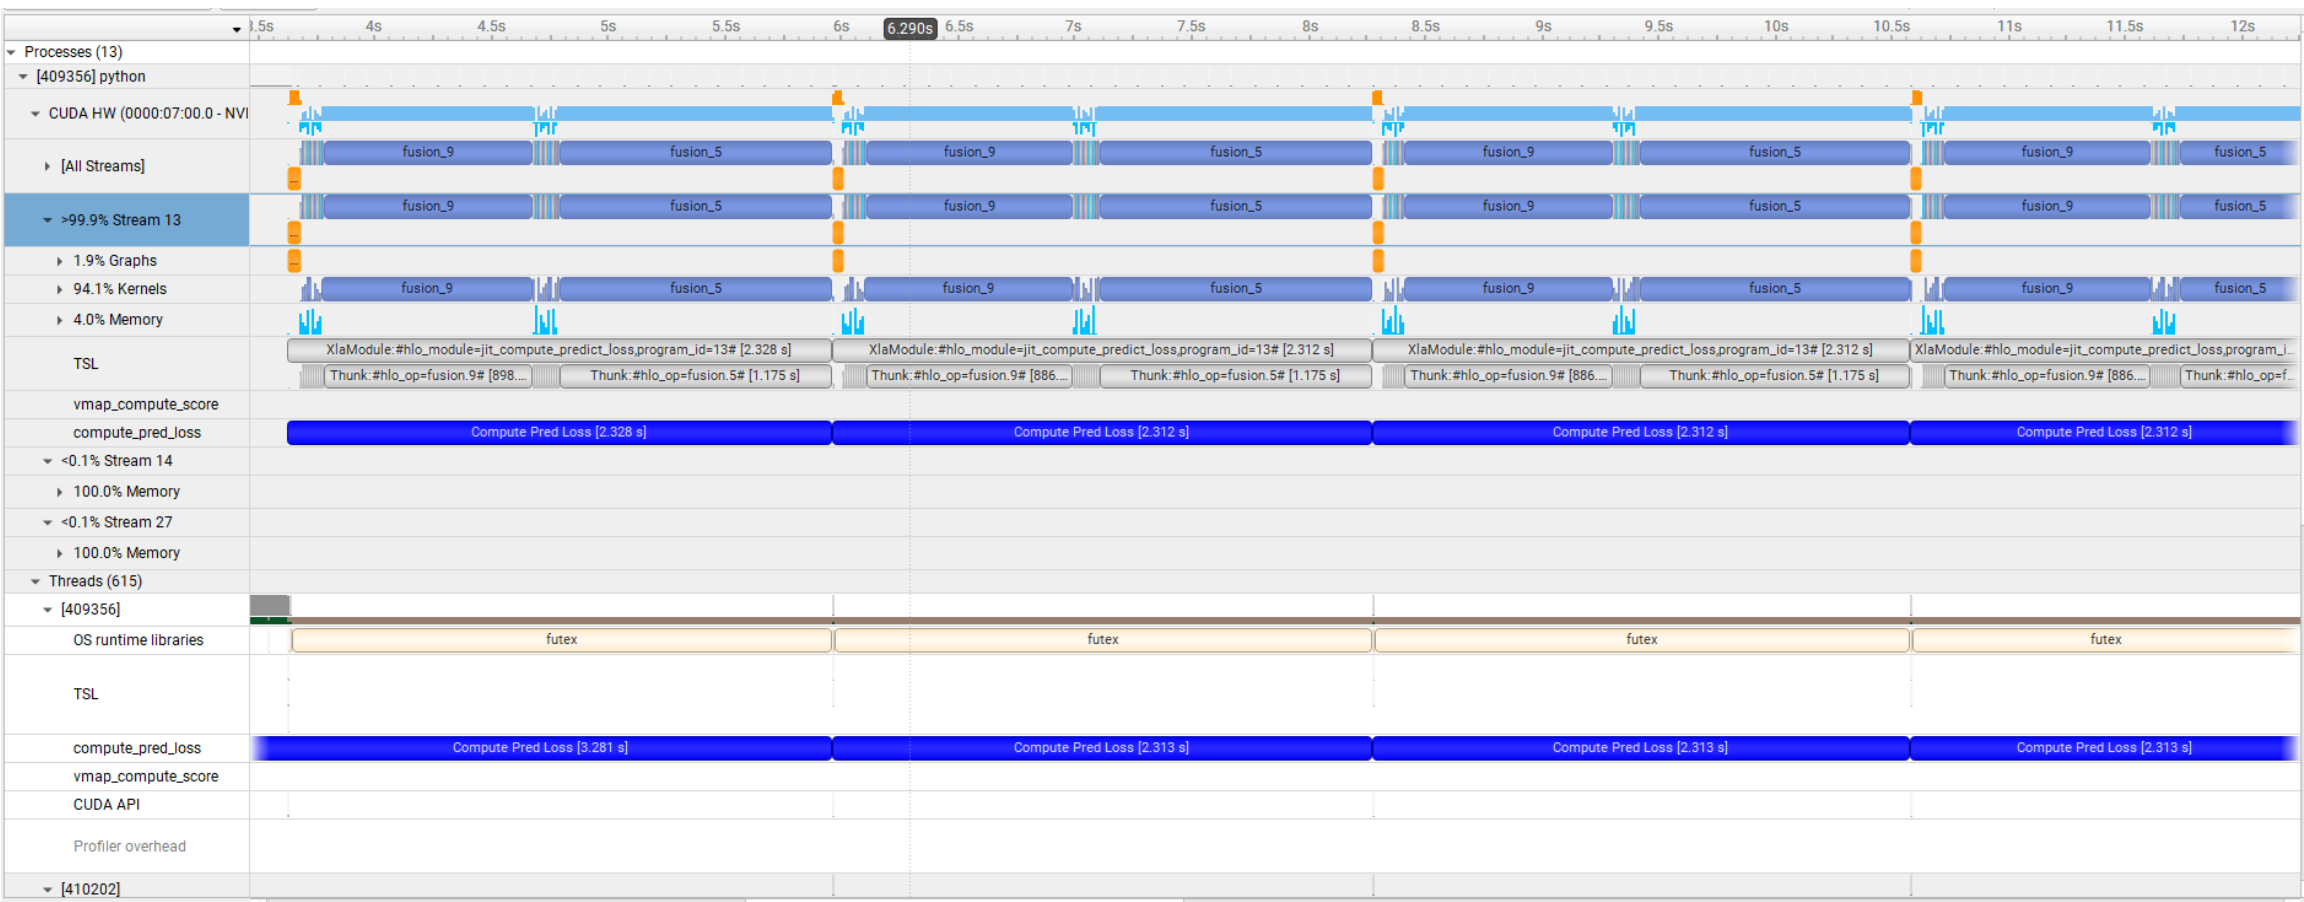 3.5s 4s 4.5s 5s 5.5s 6s 6.290s 6.5s 7s 7.5s 8s 8.5s 9s 9.5s 10s 10.5s 11s 11.5s 12s
Processes (13)
[409356] python
CUDA HW (0000:07:00.0 - NVI
[All Streams] fusion_9 fusion_5 fusion_9 fusion_5 fusion_9 fusion_5 fusion_9 fusion_5
...
>99.9% Stream 13 fusion_9 fusion_5 fusion_9 fusion_5 fusion_9 fusion_5 fusion_9 fusion_5
...
1.9% Graphs ...
94.1% Kernels fusion_9 fusion_5 fusion_9 fusion_5 fusion_9 fusion_5 fusion_9 fusion_5
4.0% Memory
TSL
XlaModule:#hlo_module=jit_compute_predict_loss,program_id=13# [2.328 s] XlaModule:#hlo_module=jit_compute_predict_loss,program_id=13# [2.312 s] XlaModule:#hlo_module=jit_compute_predict_loss,program_id=13# [2.312 s] XlaModule:#hlo_module=jit_compute_predict_loss,program_i...
Thunk:#hlo_op=fusion.9# [898.... Thunk:#hlo_op=fusion.5# [1.175 s] Thunk:#hlo_op=fusion.9# [886.... Thunk:#hlo_op=fusion.5# [1.175 s] Thunk:#hlo_op=fusion.9# [886.... Thunk:#hlo_op=fusion.5# [1.175 s] Thunk:#hlo_op=fusion.9# [886.... Thunk:#hlo_op=f...
vmap_compute_score
compute_pred_loss Compute Pred Loss [2.328 s] Compute Pred Loss [2.312 s] Compute Pred Loss [2.312 s] Compute Pred Loss [2.312 s]
<0.1% Stream 14
100.0% Memory
<0.1% Stream 27
100.0% Memory
Threads (615)
[409356]
OS runtime libraries futex futex futex futex
TSL
compute_pred_loss Compute Pred Loss [3.281 s] Compute Pred Loss [2.313 s] Compute Pred Loss [2.313 s] Compute Pred Loss [2.313 s]
vmap_compute_score
CUDA API
Profiler overhead
[410202]